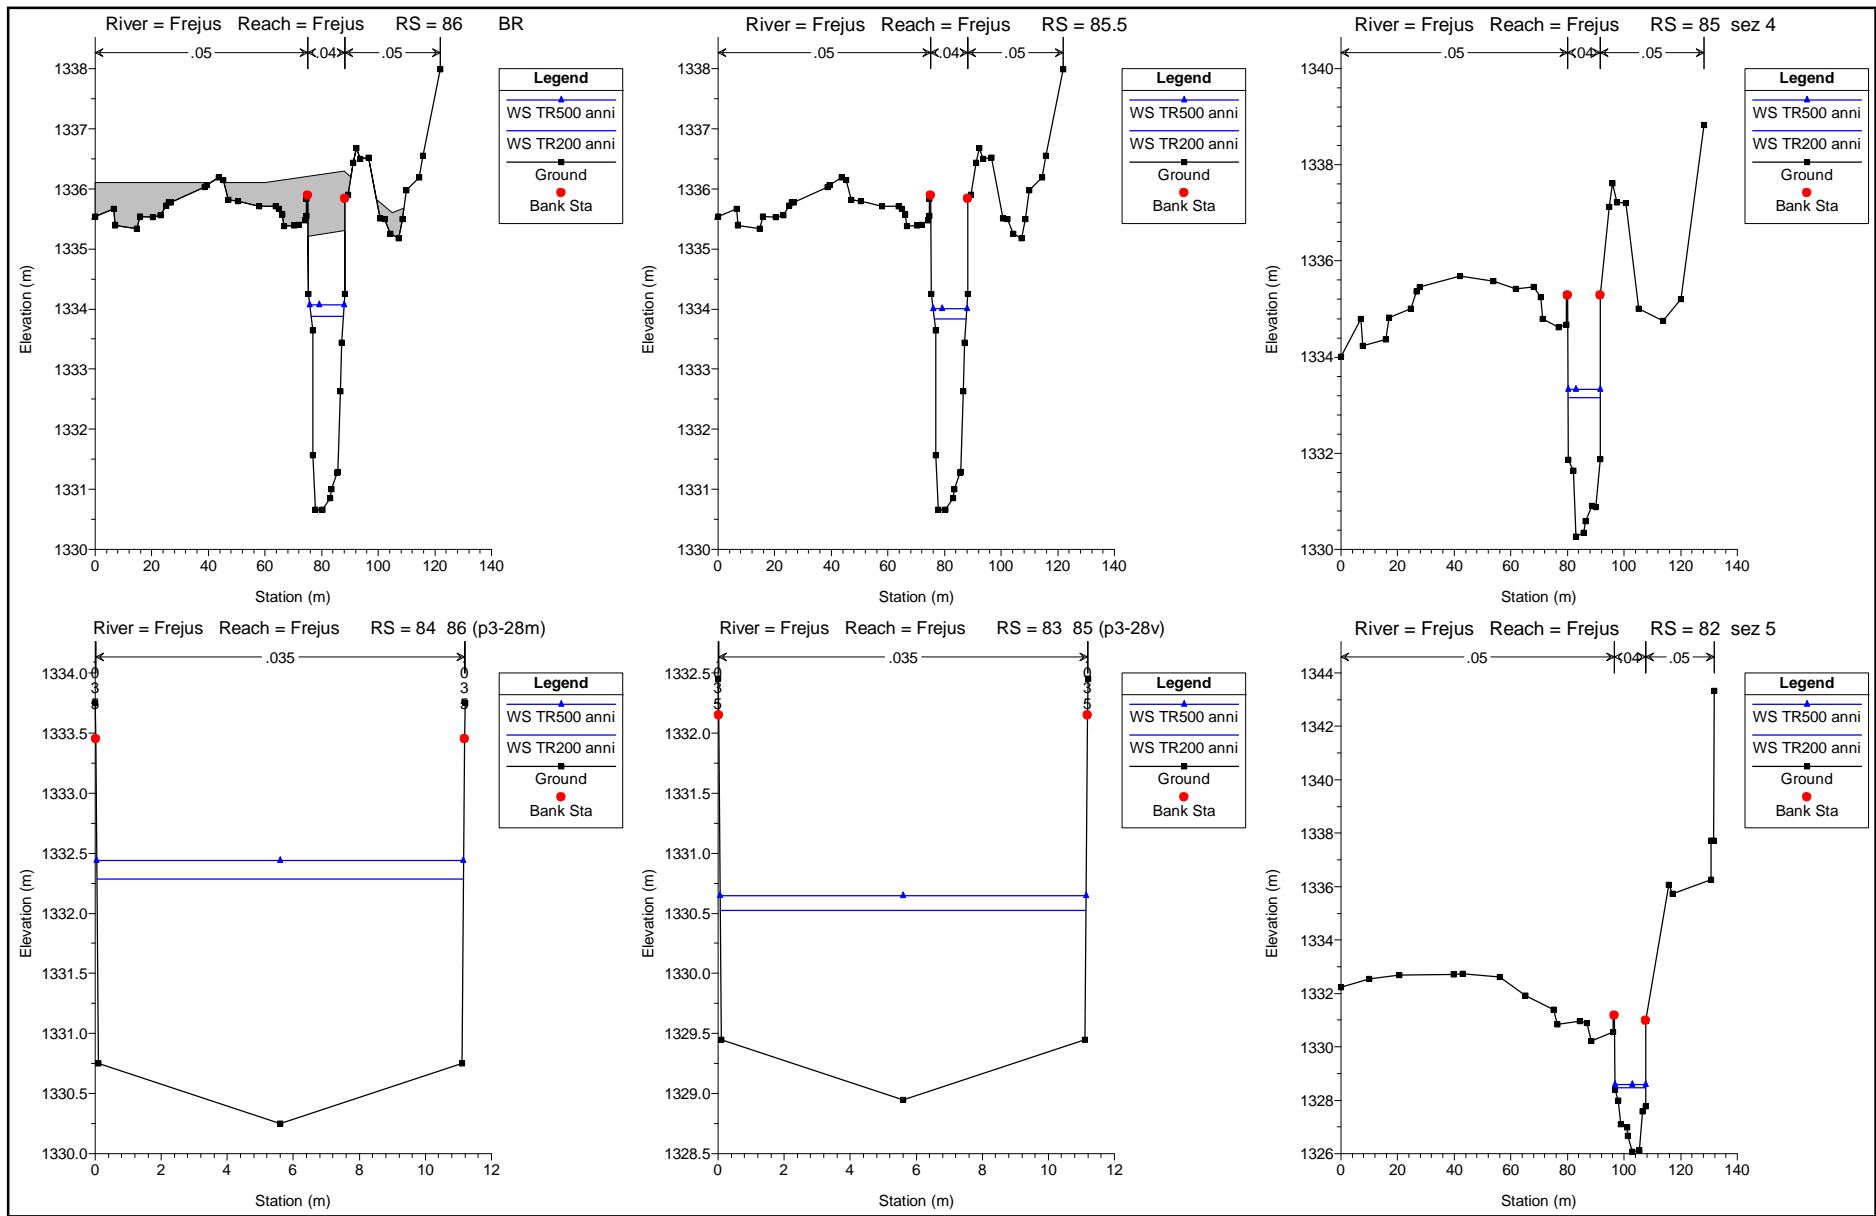 River = Frejus Reach = Frejus RS = 86 BR
.05 .04 .05
Legend
WS TR500 anni
WS TR200 anni
Ground
Bank Sta
1338
1337
1336
1335
1334
1333
1332
1331
1330
Elevation (m)
0 20 40 60 80 100 120 140
Station (m)
River = Frejus Reach = Frejus RS = 85.5
.05 .04 .05
Legend
WS TR500 anni
WS TR200 anni
Ground
Bank Sta
1338
1337
1336
1335
1334
1333
1332
1331
1330
Elevation (m)
0 20 40 60 80 100 120 140
Station (m)
River = Frejus Reach = Frejus RS = 85 sez 4
.05 .04 .05
Legend
WS TR500 anni
WS TR200 anni
Ground
Bank Sta
1340
1338
1336
1334
1332
1330
Elevation (m)
0 20 40 60 80 100 120 140
Station (m)
River = Frejus Reach = Frejus RS = 84 86 (p3-28m)
.035 .035 .035
Legend
WS TR500 anni
WS TR200 anni
Ground
Bank Sta
1334.0
1333.5
1333.0
1332.5
1332.0
1331.5
1331.0
1330.5
1330.0
Elevation (m)
0 2 4 6 8 10 12
Station (m)
River = Frejus Reach = Frejus RS = 83 85 (p3-28v)
.035 .035 .035
Legend
WS TR500 anni
WS TR200 anni
Ground
Bank Sta
1332.5
1332.0
1331.5
1331.0
1330.5
1330.0
1329.5
1329.0
1328.5
Elevation (m)
0 2 4 6 8 10 12
Station (m)
River = Frejus Reach = Frejus RS = 82 sez 5
.05 .04 .05
Legend
WS TR500 anni
WS TR200 anni
Ground
Bank Sta
1344
1342
1340
1338
1336
1334
1332
1330
1328
1326
Elevation (m)
0 20 40 60 80 100 120 140
Station (m)